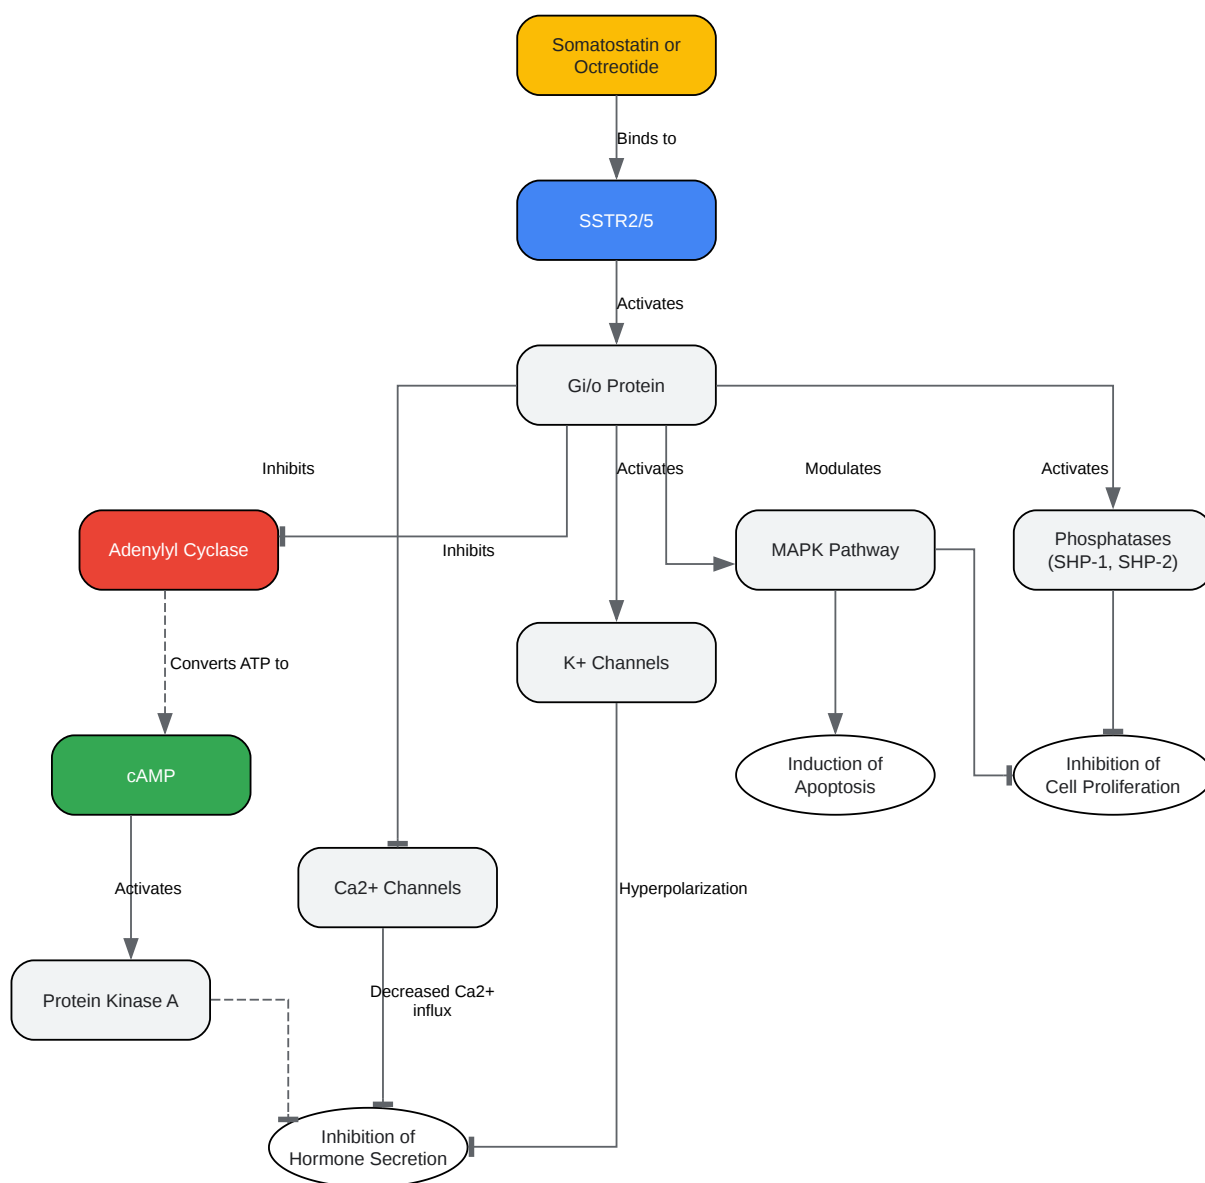 Somatostatin or
Octreotide
Binds to
SSTR2/5
Activates
Gi/o Protein
Inhibits
Activates
Modulates
Activates
Adenylyl Cyclase
Inhibits
MAPK Pathway
Phosphatases
(SHP-1, SHP-2)
Converts ATP to
K+ Channels
cAMP
Induction of
Apoptosis
Inhibition of
Cell Proliferation
Activates
Ca2+ Channels
Hyperpolarization
Protein Kinase A
Decreased Ca2+
influx
Inhibition of
Hormone Secretion